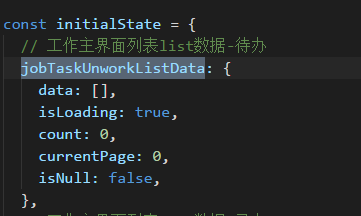 const initialState = {
// 工作主界面列表list数据-待办
jobTaskUnworkListData: {
data: [],
isLoading: true,
count: 0,
currentPage: 0,
isNull: false,
},